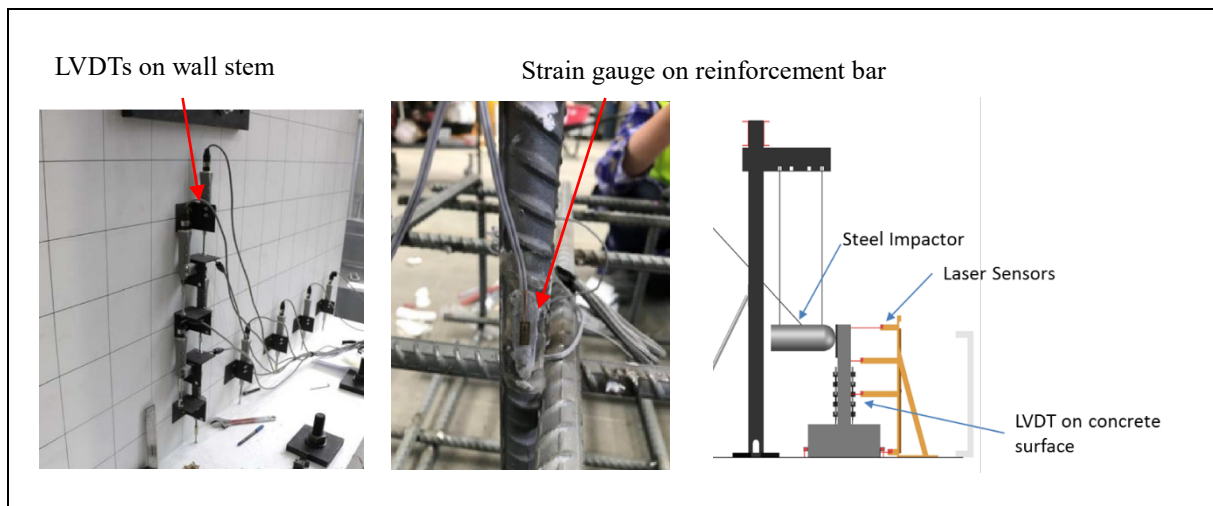 LVDTs on wall stem
Strain gauge on reinforcement bar
Steel Impactor
Laser Sensors
LVDT on concrete
surface